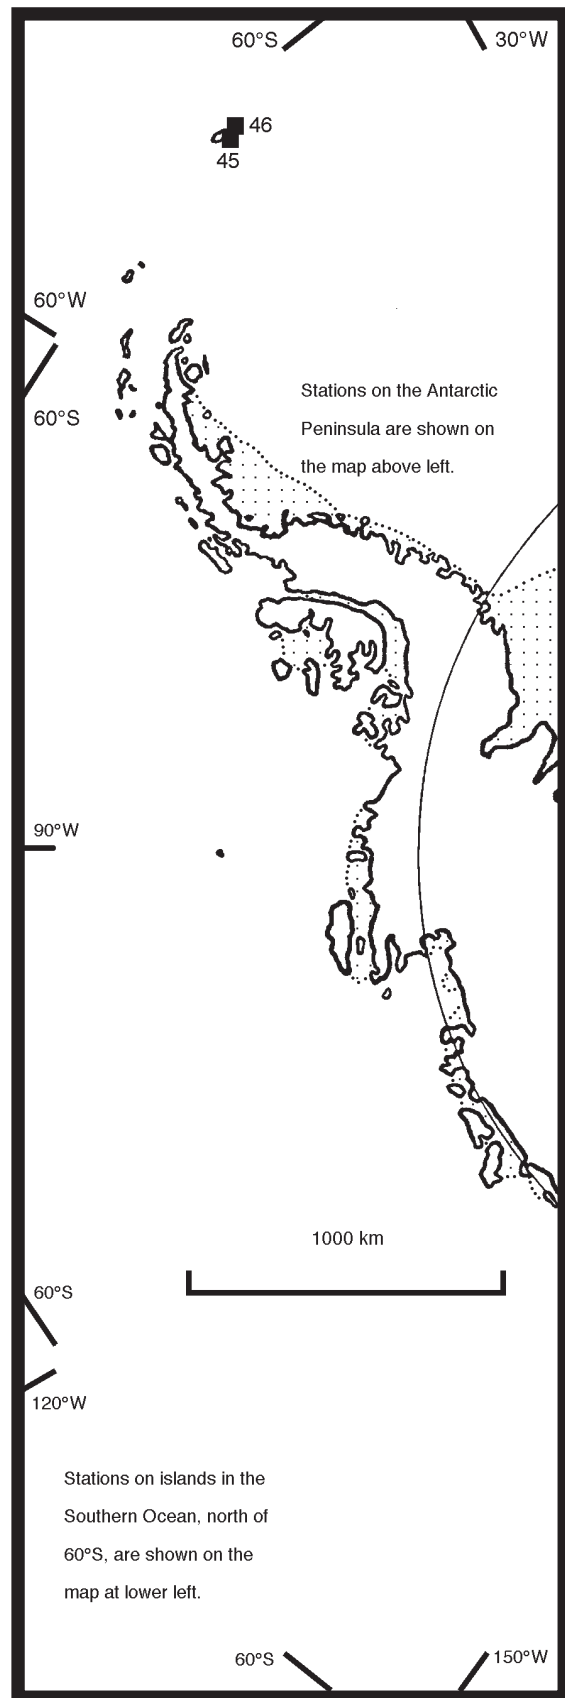 60°S
30°W
46
45
60°W
60°S
Stations on the Antarctic
Peninsula are shown on
the map above left.
90°W
1000 km
60°S
120°W
Stations on islands in the
Southern Ocean, north of
60°S, are shown on the
map at lower left.
60°S
150°W